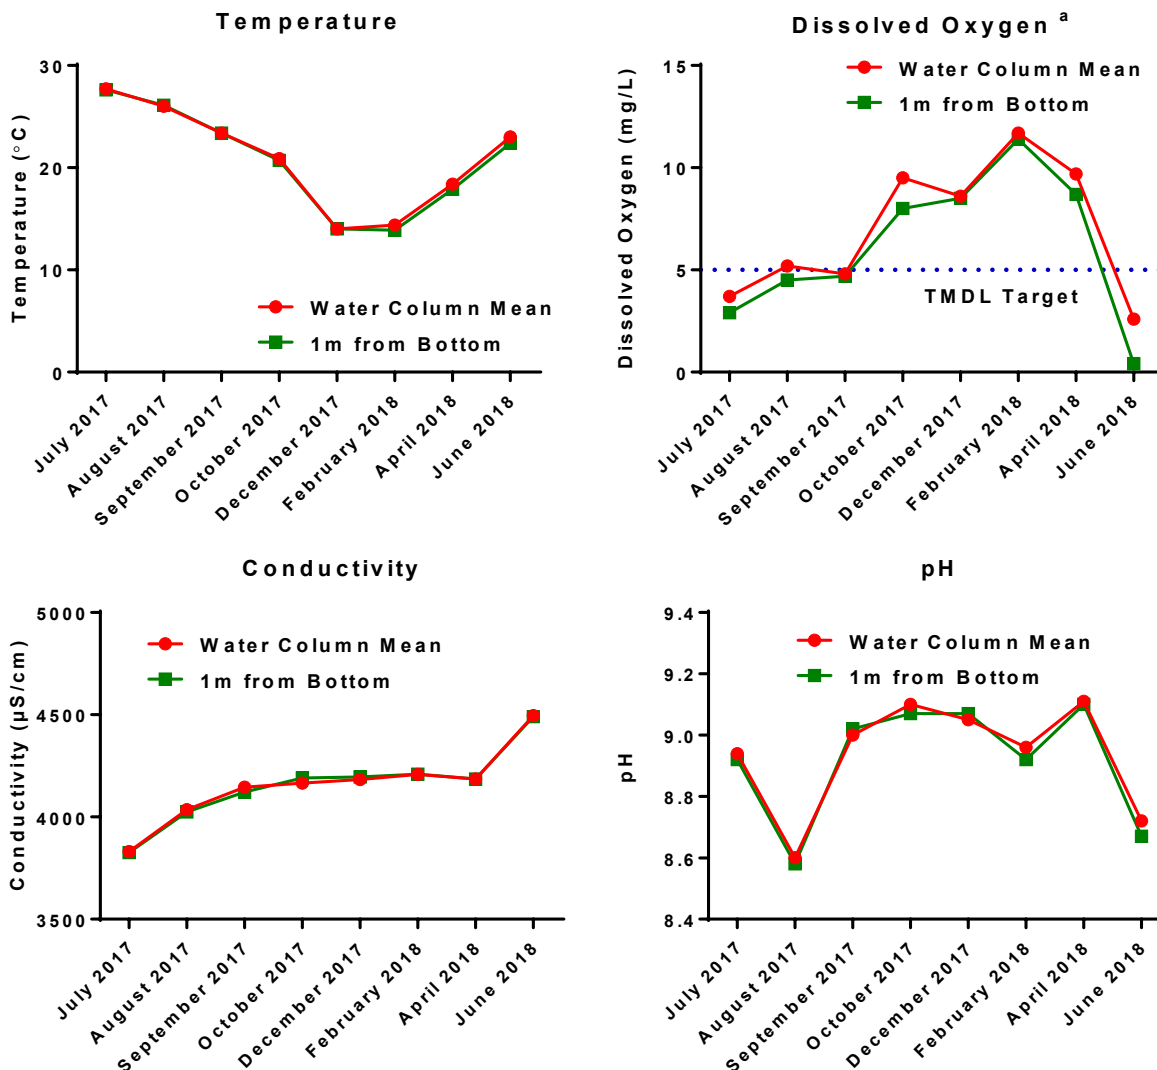 Temperature
Temperature (°C)
30
20
10
0
Water Column Mean
1m from Bottom
July 2017
August 2017
September 2017
October 2017
December 2017
February 2018
April 2018
June 2018
Dissolved Oxygen a
Dissolved Oxygen (mg/L)
15
10
5
0
Water Column Mean
1m from Bottom
TMDL Target
July 2017
August 2017
September 2017
October 2017
December 2017
February 2018
April 2018
June 2018
Conductivity
Conductivity (µS/cm)
5000
4500
4000
3500
Water Column Mean
1m from Bottom
July 2017
August 2017
September 2017
October 2017
December 2017
February 2018
April 2018
June 2018
pH
pH
9.4
9.2
9.0
8.8
8.6
8.4
Water Column Mean
1m from Bottom
July 2017
August 2017
September 2017
October 2017
December 2017
February 2018
April 2018
June 2018